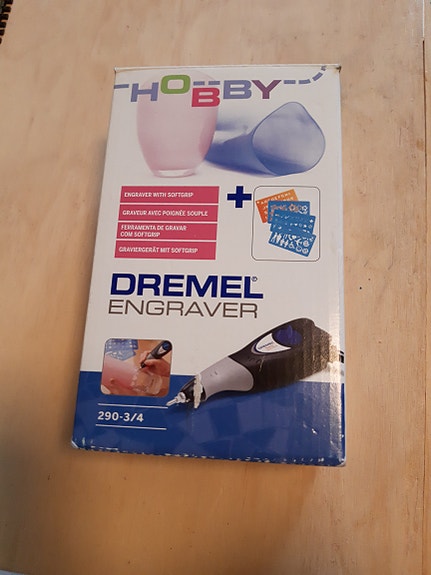 HOBBY
ENGRAVER WITH SOFTGRIP
GRAVEUR AVEC POIGNÉE SOUPLE
FERRAMENTA DE GRAVAR
COM SOFTGRIP
GRAVIERGERÄT MIT SOFTGRIP
+
DREMEL®
ENGRAVER
290-3/4